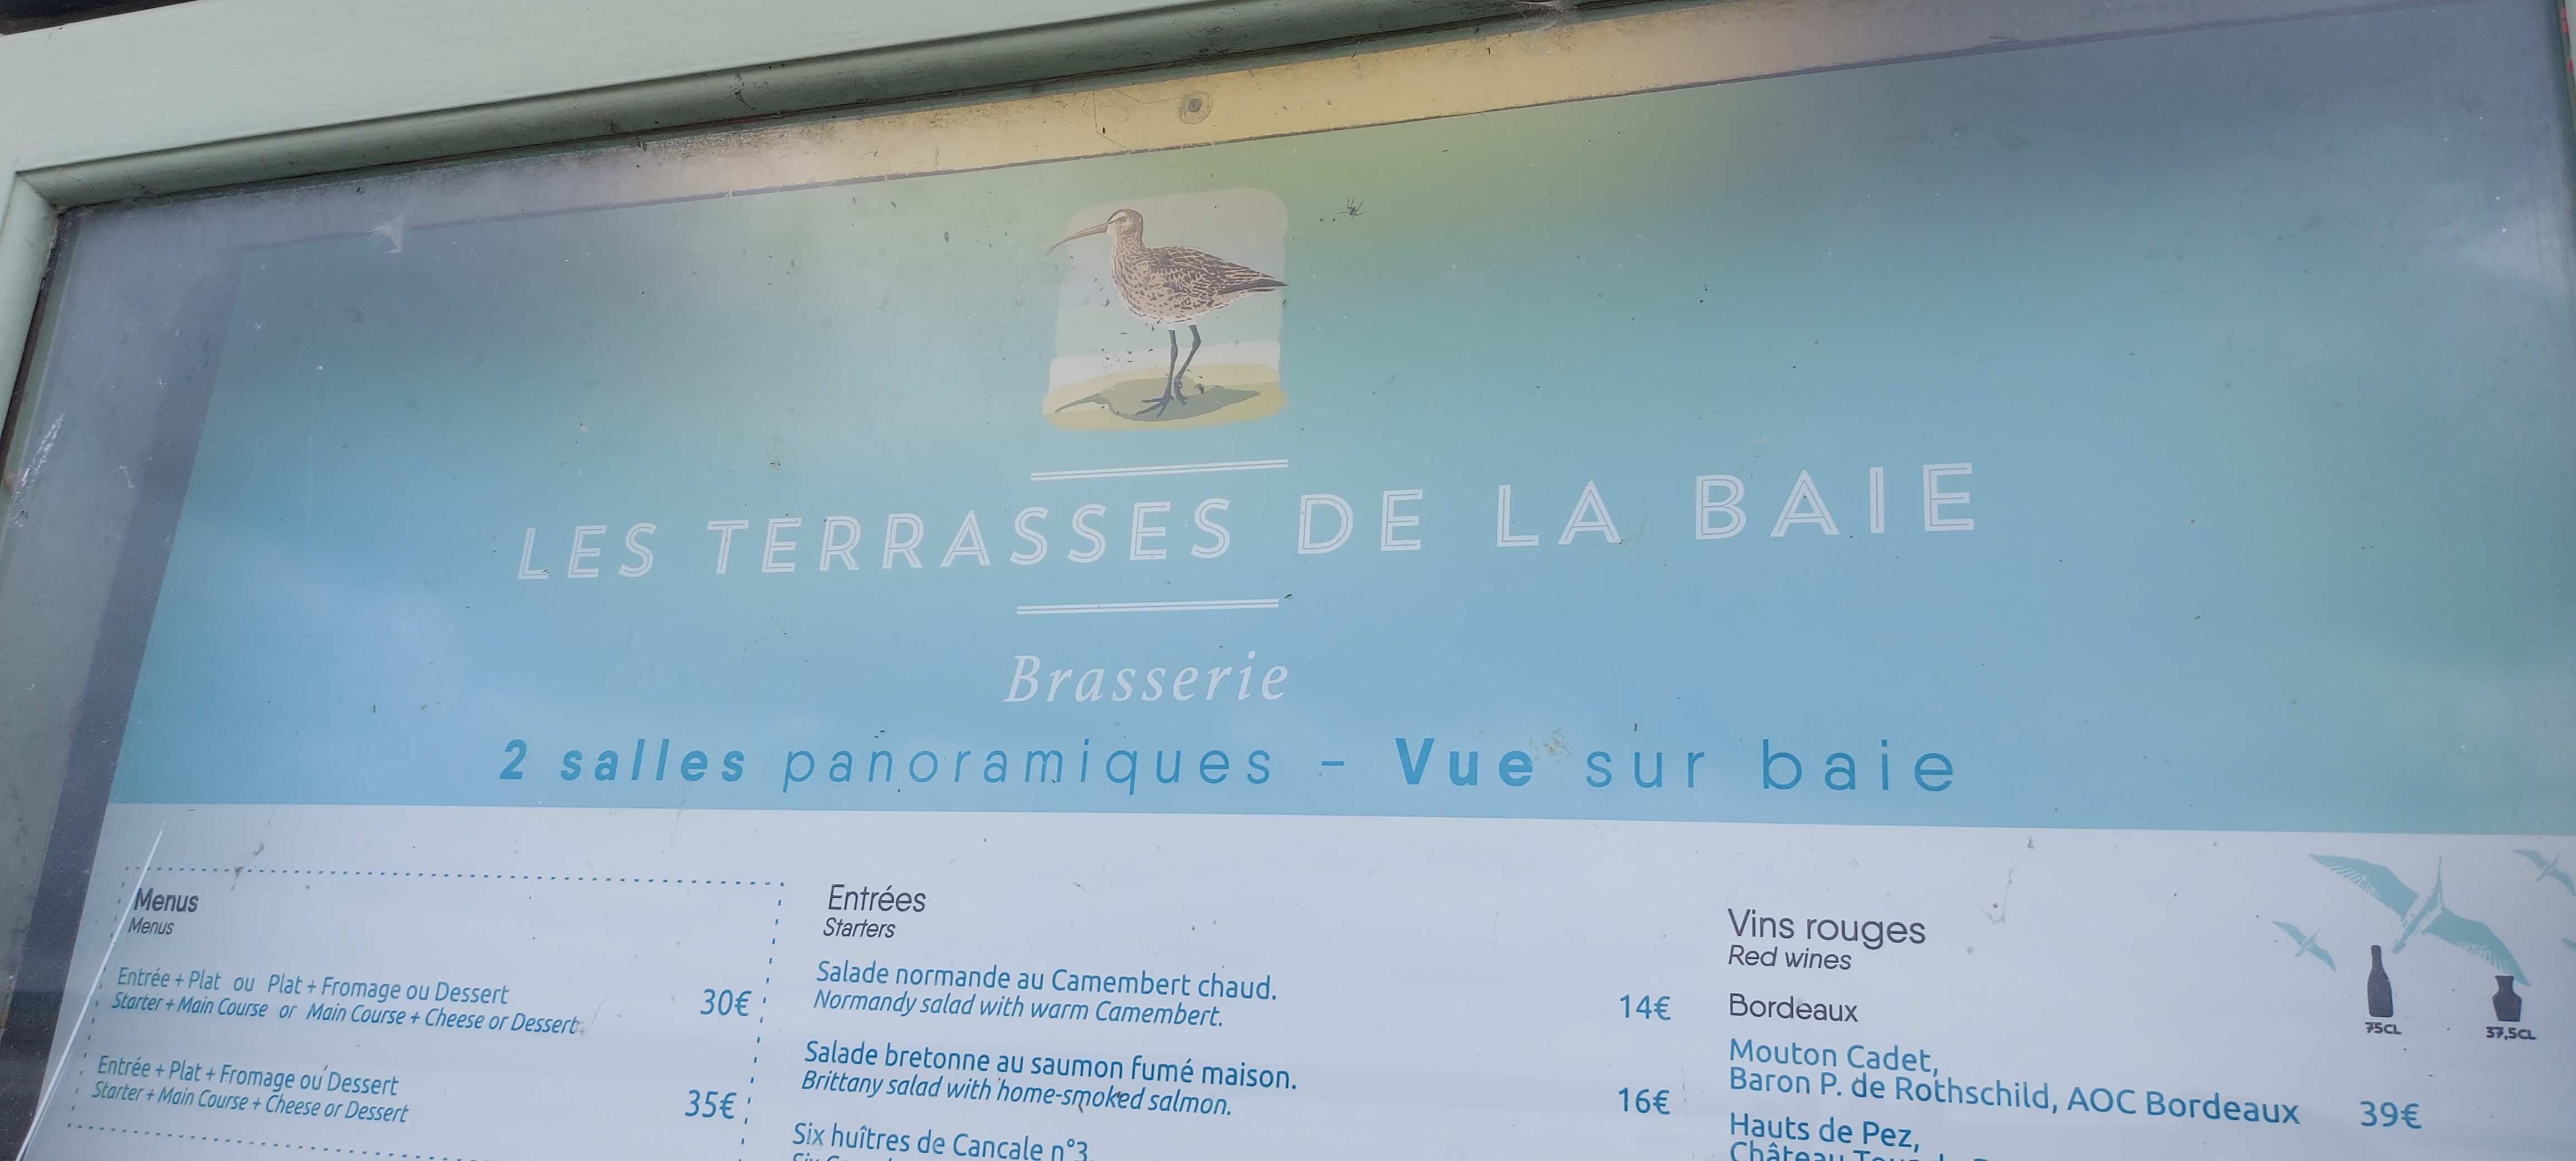 LES TERRASSES DE LA BAIE
Brasserie
2 salles panoramiques - Vue sur baie
Menus
Menus
Entrée + Plat ou Plat + Fromage ou Dessert
Starter + Main Course or Main Course + Cheese or Dessert
30€
Entrée + Plat + Fromage ou Dessert
Starter + Main Course + Cheese or Dessert
35€
Entrées
Starters
Salade normande au Camembert chaud.
Normandy salad with warm Camembert.
14€
Salade bretonne au saumon fumé maison.
Brittany salad with home-smoked salmon.
16€
Six huîtres de Cancale n°3.
Vins rouges
Red wines
75CL
37,5CL
Bordeaux
Mouton Cadet,
Baron P. de Rothschild, AOC Bordeaux
39€
Hauts de Pez,
Château